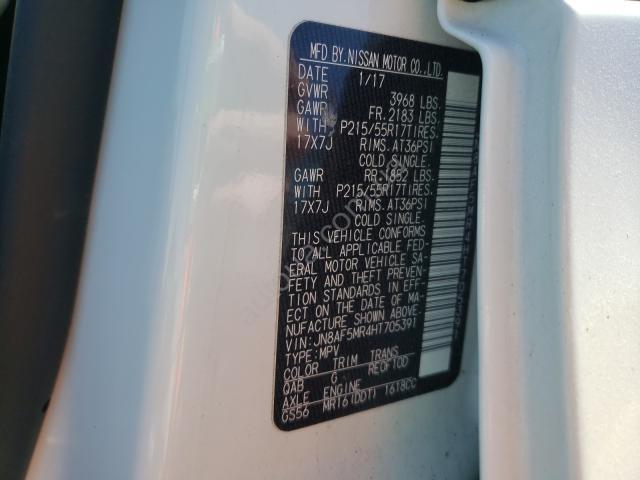 MFD BY.NISSAN MOTOR CO.,LTD.
DATE 1/17
GVWR 3968 LBS.
GAWR FR.2183 LBS.
WITH P215/55R17TIRES.
17X7J RIMS. AT36PSI
COLD SINGLE.
GAWR RR.1852 LBS.
WITH P215/55R17TIRES.
17X7J RIMS. AT36PSI
COLD SINGLE.
THIS VEHICLE CONFORMS
TO ALL APPLICABLE FED-
ERAL MOTOR VEHICLE SA-
FETY AND THEFT PREVEN-
TION STANDARDS IN EFF-
ECT ON THE DATE OF MA-
NUFACTURE.
VIN:JN8AF5MR4HT705391
TYPE:MPV
COLOR TRIM TRANS
QAB G RE0F10D
AXLE ENGINE
GS56 MR16(DDT) 1618CC